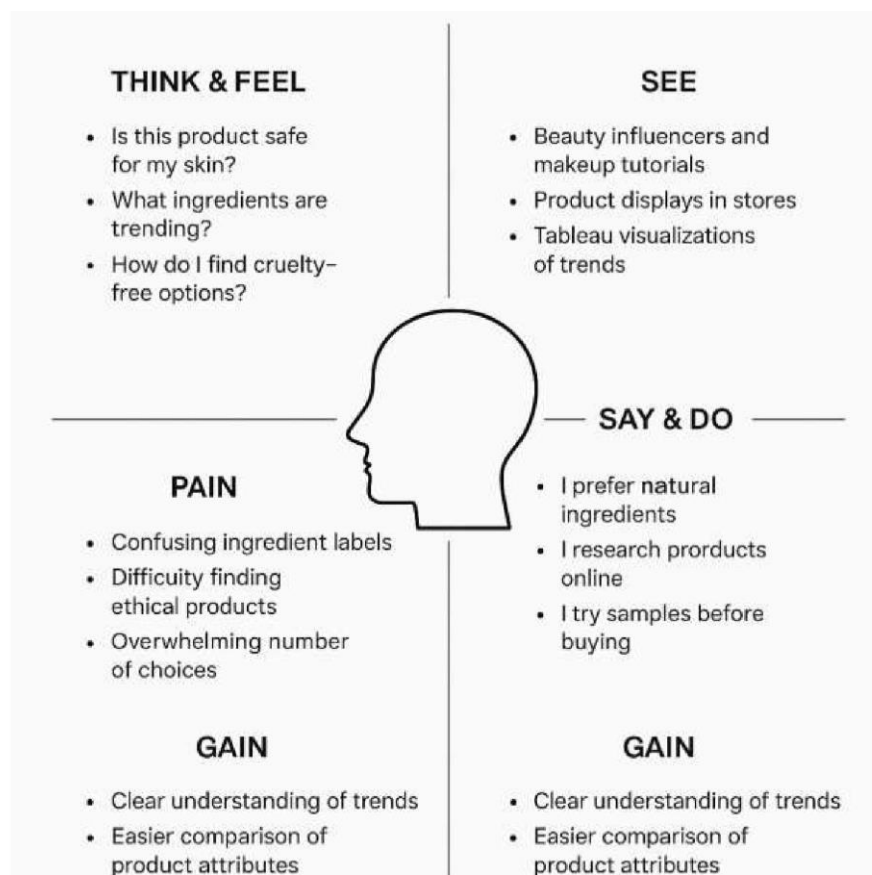 THINK & FEEL
• Is this product safe
for my skin?
• What ingredients are
trending?
• How do I find cruelty–
free options?
SEE
• Beauty influencers and
makeup tutorials
• Product displays in stores
• Tableau visualizations
of trends
PAIN
• Confusing ingredient labels
• Difficuity finding
ethical products
• Overwhelming number
of choices
SAY & DO
• I prefer natural
ingredients
• I research prorducts
online
• I try samples before
buying
GAIN
• Clear understanding of trends
• Easier comparison of
product attributes
GAIN
• Clear understanding of trends
• Easier comparison of
product attributes